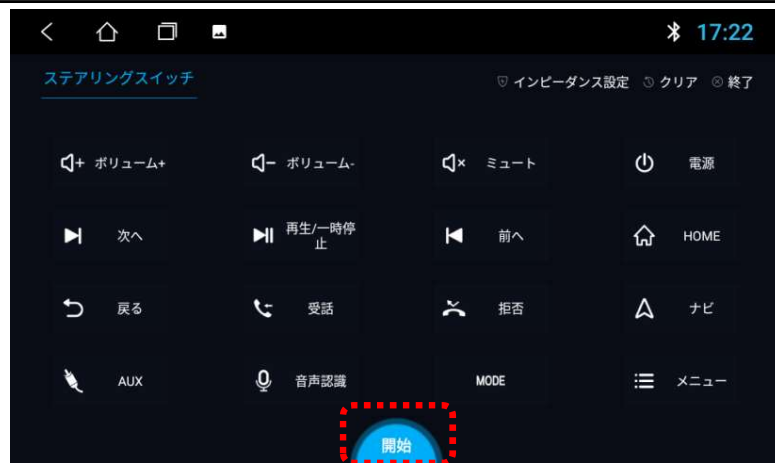 17:22
ステアリングスイッチ
インピーダンス設定 クリア 終了
ボリューム+ ボリューム- ミュート 電源
次へ 再生/一時停
止 前へ HOME
戻る 受話 拒否 ナビ
AUX 音声認識 MODE メニュー
開始